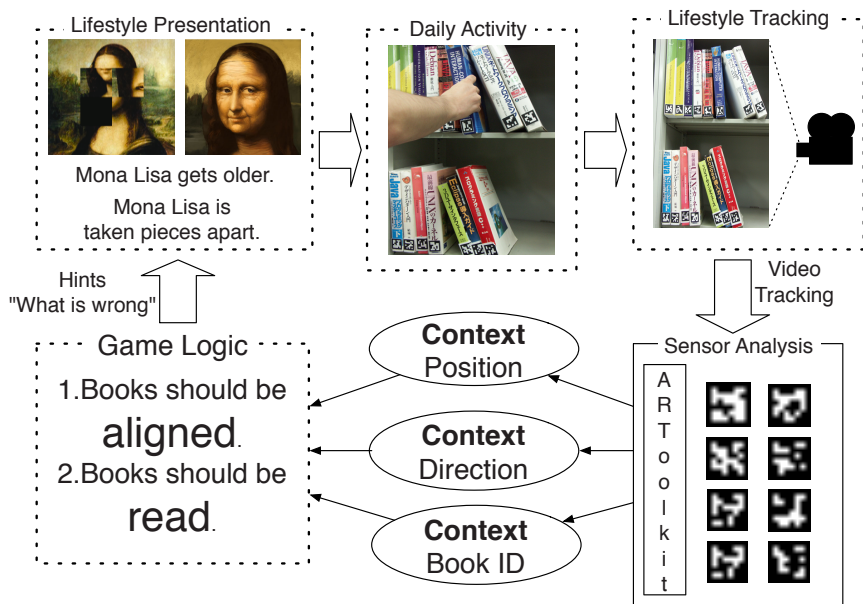 Lifestyle Presentation
Mona Lisa gets older.
Mona Lisa is
taken pieces apart.
Daily Activity
Lifestyle Tracking
Video
Tracking
Sensor Analysis
ARToolkit
Context
Position
Context
Direction
Context
Book ID
Game Logic
1.Books should be
aligned.
2.Books should be
read.
Hints
"What is wrong"